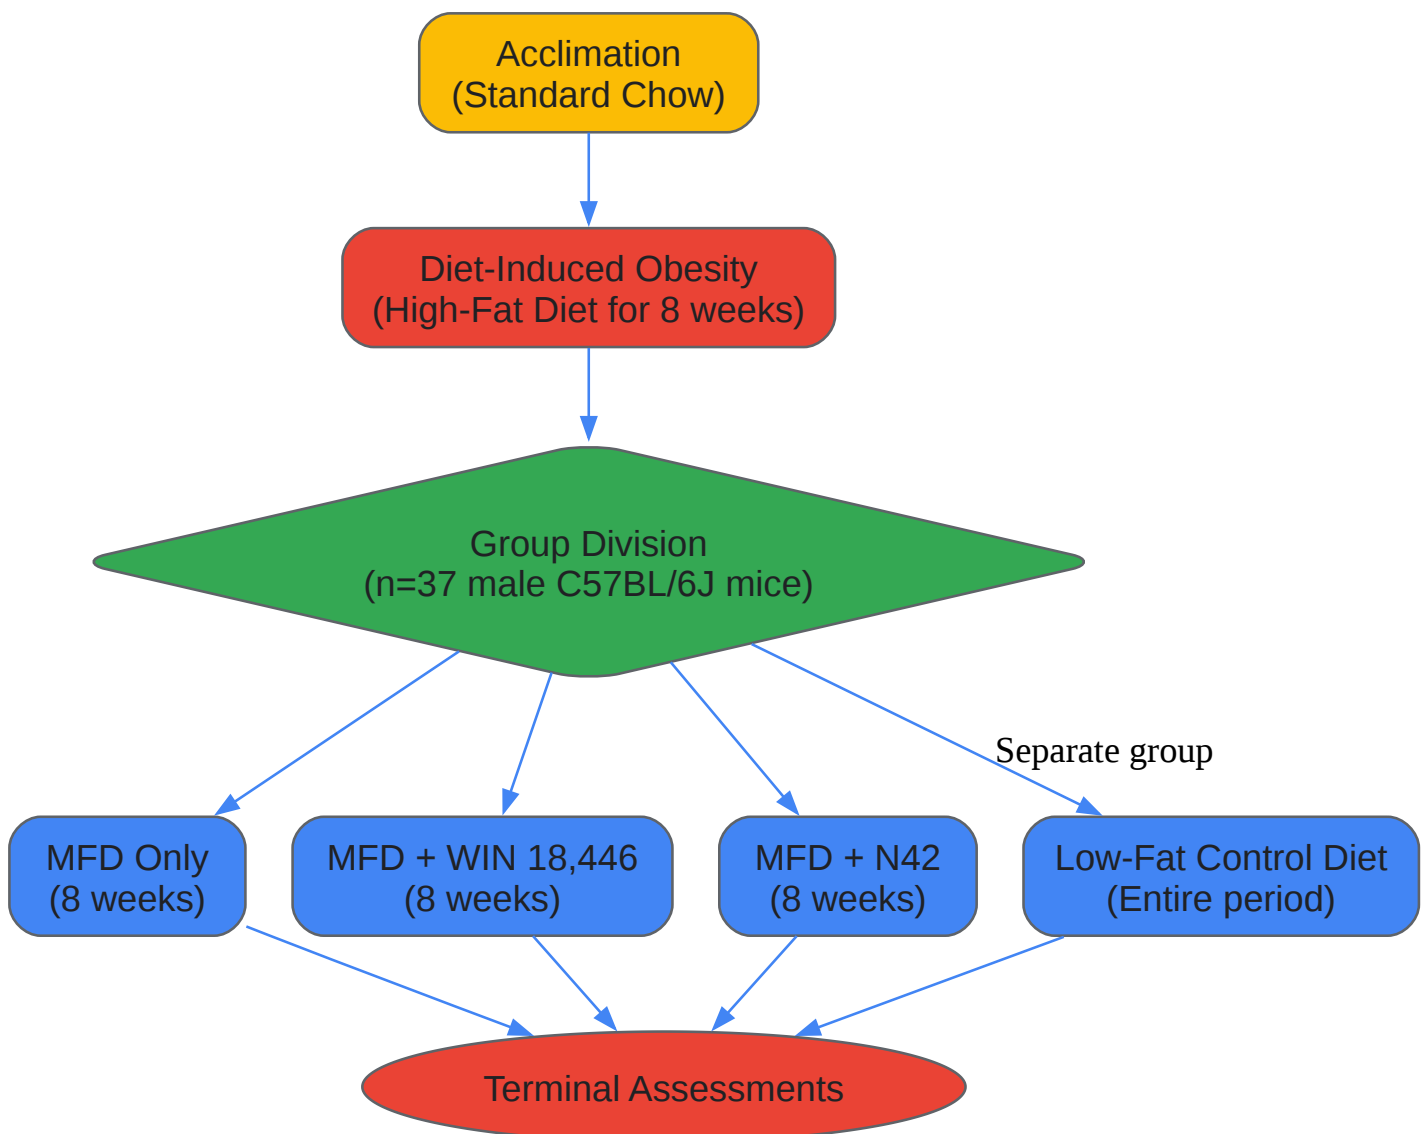 Acclimation
(Standard Chow)
Diet-Induced Obesity
(High-Fat Diet for 8 weeks)
Group Division
(n=37 male C57BL/6J mice)
Separate group
MFD Only
(8 weeks)
MFD + WIN 18,446
(8 weeks)
MFD + N42
(8 weeks)
Low-Fat Control Diet
(Entire period)
Terminal Assessments